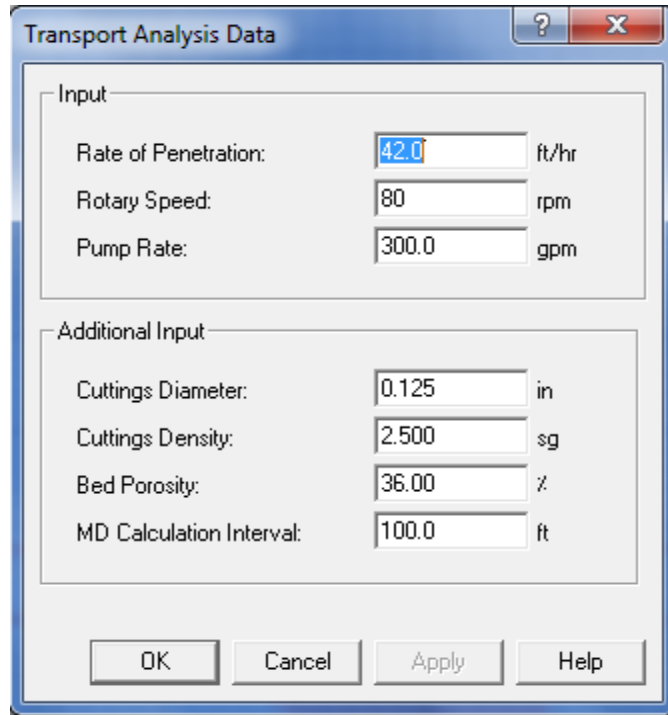 Transport Analysis Data
Input
Rate of Penetration: 42.0 ft/hr
Rotary Speed: 80 rpm
Pump Rate: 300.0 gpm
Additional Input
Cuttings Diameter: 0.125 in
Cuttings Density: 2.500 sg
Bed Porosity: 36.00 %
MD Calculation Interval: 100.0 ft
OK Cancel Apply Help